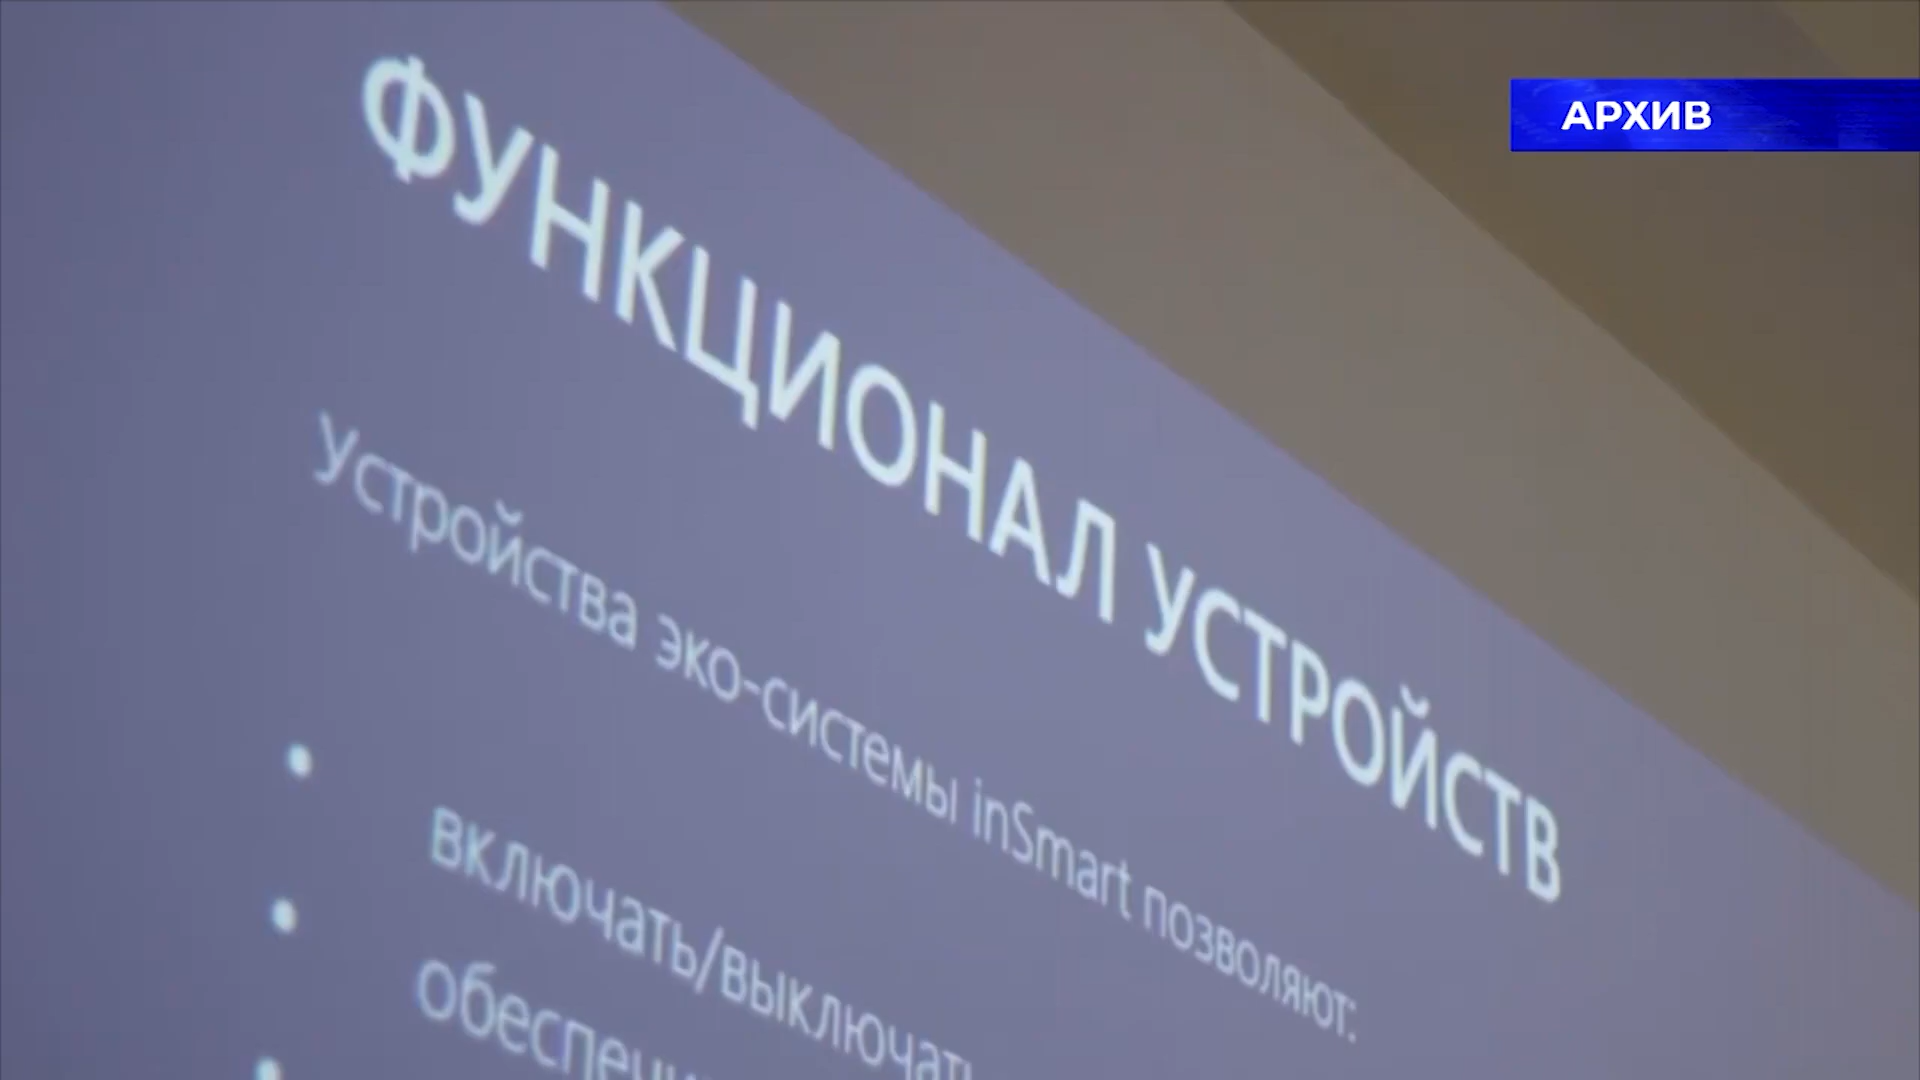 АРХИВ
ФУНКЦИОНАЛ УСТРОЙСТВ
Устройства эко-системы inSmart позволяют:
• включать/выключать
•
•